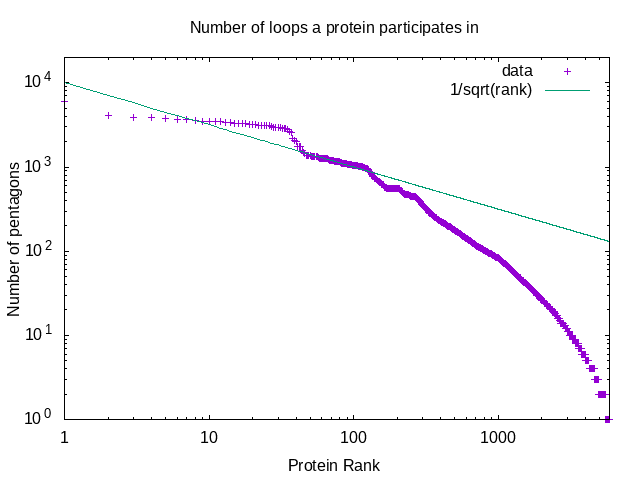 Number of loops a protein participates in
data
1/sqrt(rank)
10^4
10^3
10^2
10^1
10^0
Number of pentagons
1 10 100 1000
Protein Rank